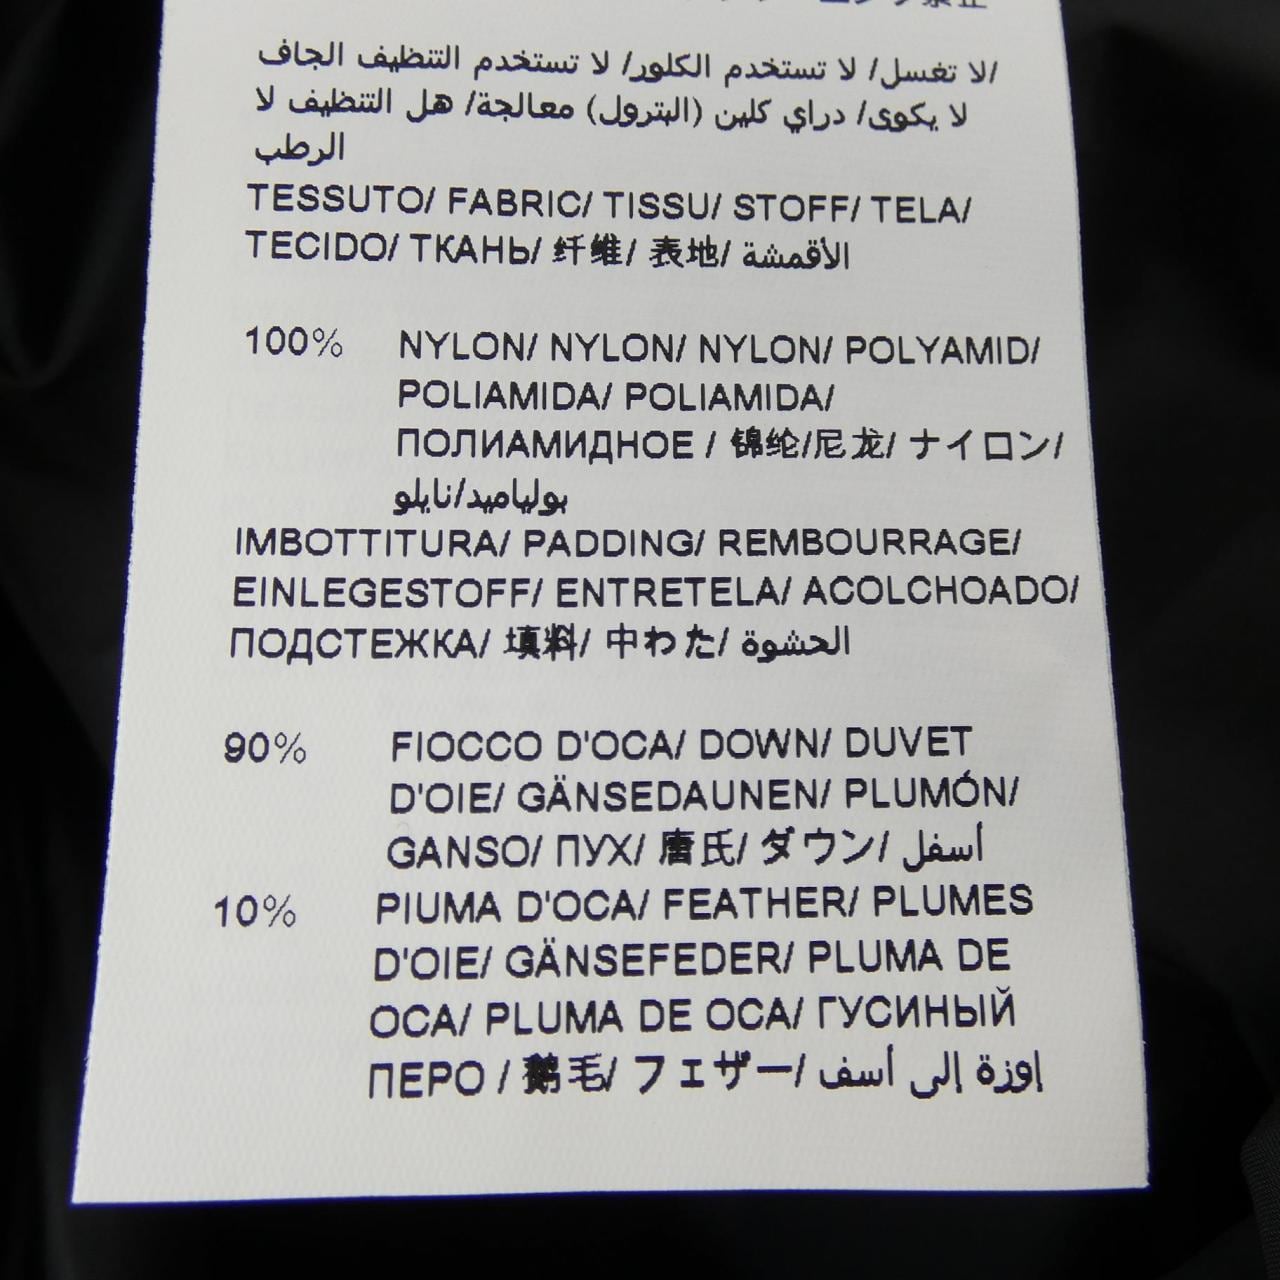 لا تغسل/ لا تستخدم الكلور/ لا تستخدم التنظيف الجاف/
لا يكوى/ دراي كلين (البترول) معالجة/ هل التنظيف لا
الرطب
TESSUTO/ FABRIC/ TISSU/ STOFF/ TELA/
TECIDO/ ТКАНЬ/ 纤维/ 表地/ الأقمشة
100% NYLON/ NYLON/ NYLON/ POLYAMID/
POLIAMIDA/ POLIAMIDA/
ПОЛИАМИДНОЕ / 锦纶/尼龙/ ナイロン/
بولياميد/نايلو
IMBOTTITURA/ PADDING/ REMBOURRAGE/
EINLEGESTOFF/ ENTRETELA/ ACOLCHOADO/
ПОДСТЕЖКА/ 填料/ 中わた/ الحشوة
90% FIOCCO D'OCA/ DOWN/ DUVET
D'OIE/ GÄNSEDAUNEN/ PLUMÓN/
GANSO/ ПУХ/ 唐氏/ ダウン/ أسفل
10% PIUMA D'OCA/ FEATHER/ PLUMES
D'OIE/ GÄNSEFEDER/ PLUMA DE
OCA/ PLUMA DE OCA/ ГУСИНЫЙ
ПЕРО / 鹅毛/ フェザー/ إوزة إلى أسف